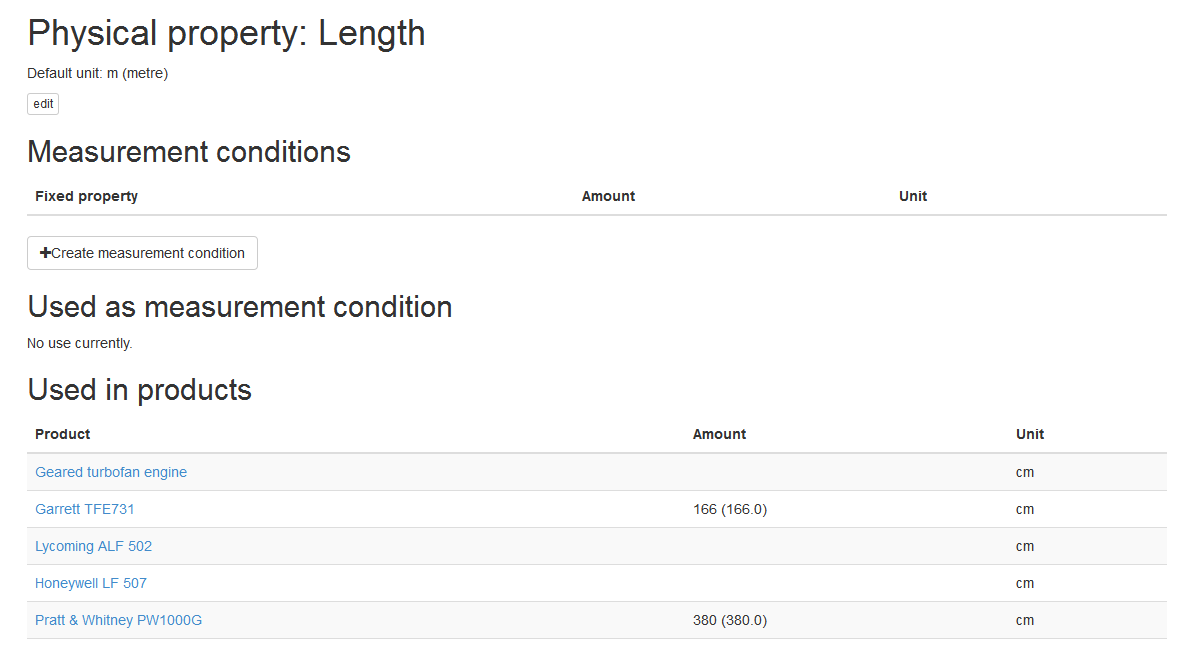 Physical property: Length
Default unit: m (metre)
edit
Measurement conditions
Fixed property Amount Unit
+Create measurement condition
Used as measurement condition
No use currently.
Used in products
Product Amount Unit
Geared turbofan engine cm
Garrett TFE731 166 (166.0) cm
Lycoming ALF 502 cm
Honeywell LF 507 cm
Pratt & Whitney PW1000G 380 (380.0) cm